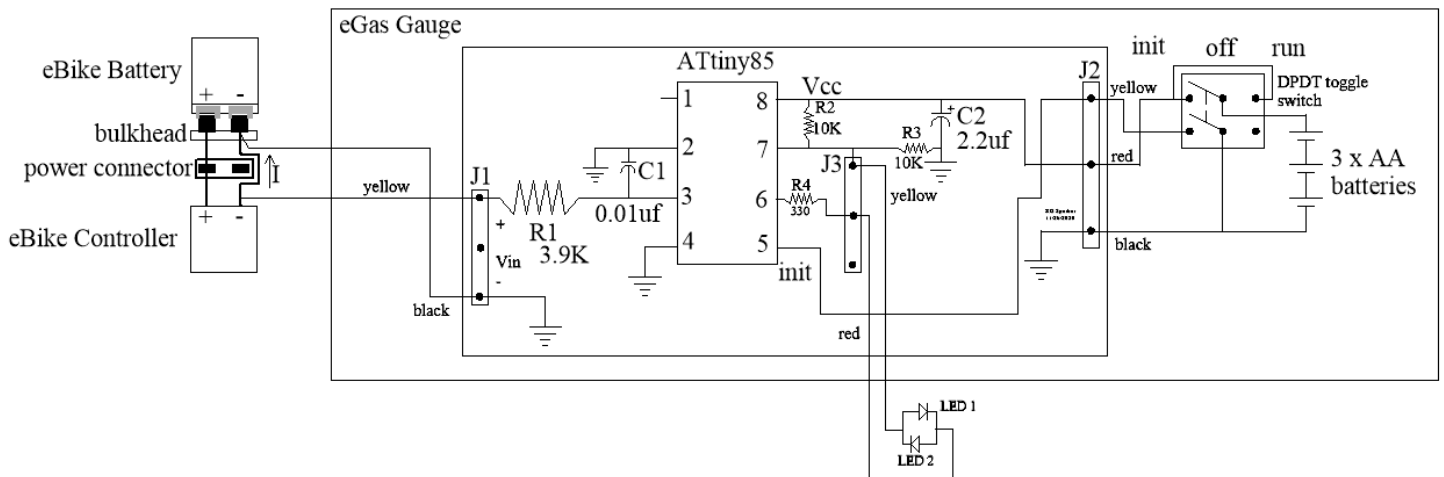 eGas Gauge
ATtiny85
init off run
eBike Battery
+ -
bulkhead
power connector
I
+ -
eBike Controller
yellow
black
J1
+
Vin
-
R1
3.9K
C1
0.01uf
1
2
3
4
8
7
6
5
init
Vcc
R2
10K
R3
10K
+
C2
2.2uf
R4
330
J3
yellow
red
J2
yellow
red
black
DPDT toggle
switch
3 x AA
batteries
LED 1
LED 2